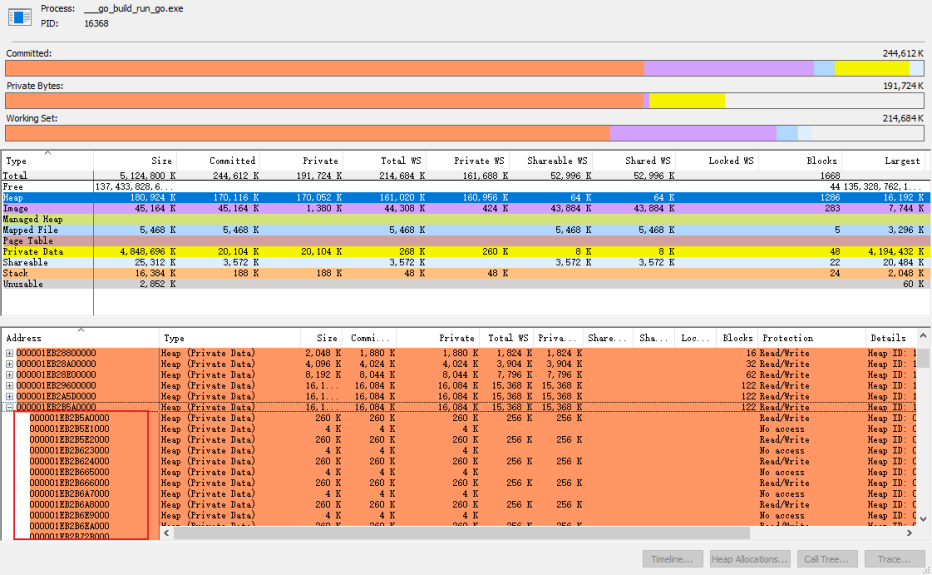 Process: ___go_build_run_go.exe
PID: 16368
Committed: 244,612 K
Private Bytes: 191,724 K
Working Set: 214,684 K
Type Size Committed Private Total WS Private WS Shareable WS Shared WS Locked WS Blocks Largest
Total 5,124,800 K 244,612 K 191,724 K 214,684 K 161,688 K 52,996 K 52,996 K 1668
Free 137,433,828,6... 44 135,328,762,1...
Heap 180,924 K 170,116 K 170,052 K 161,020 K 160,956 K 64 K 64 K 1286 16,192 K
Image 45,164 K 45,164 K 1,380 K 44,308 K 424 K 43,884 K 43,884 K 283 7,744 K
Managed Heap
Mapped File 5,468 K 5,468 K 5,468 K 5,468 K 5,468 K 5 3,296 K
Page Table
Private Data 4,848,696 K 20,104 K 20,104 K 268 K 260 K 8 K 8 K 48 4,194,432 K
Shareable 25,312 K 3,572 K 3,572 K 3,572 K 3,572 K 22 20,484 K
Stack 16,384 K 188 K 188 K 48 K 48 K 24 2,048 K
Unusable 2,852 K 60 K
Address Type Size Commi... Private Total WS Priva... Share... Sha... Loc... Blocks Protection Details
000001EB28800000 Heap (Private Data) 2,048 K 1,880 K 1,880 K 1,824 K 1,824 K 16 Read/Write Heap ID: 1
000001EB28A00000 Heap (Private Data) 4,096 K 4,024 K 4,024 K 3,904 K 3,904 K 32 Read/Write Heap ID: 1
000001EB28E00000 Heap (Private Data) 8,192 K 8,044 K 8,044 K 7,796 K 7,796 K 62 Read/Write Heap ID: 1
000001EB29600000 Heap (Private Data) 16,1... 16,084 K 16,084 K 15,368 K 15,368 K 122 Read/Write Heap ID: 1
000001EB2A5D0000 Heap (Private Data) 16,1... 16,084 K 16,084 K 15,368 K 15,368 K 122 Read/Write Heap ID: 1
000001EB2B5A0000 Heap (Private Data) 16,1... 16,084 K 16,084 K 15,368 K 15,368 K 122 Read/Write Heap ID: 1
000001EB2B5A0000 Heap (Private Data) 260 K 260 K 260 K 256 K 256 K Read/Write Heap ID: 0
000001EB2B5E1000 Heap (Private Data) 4 K 4 K 4 K No access Heap ID: 0
000001EB2B5E2000 Heap (Private Data) 260 K 260 K 260 K 256 K 256 K Read/Write Heap ID: 0
000001EB2B623000 Heap (Private Data) 4 K 4 K 4 K No access Heap ID: 0
000001EB2B624000 Heap (Private Data) 260 K 260 K 260 K 256 K 256 K Read/Write Heap ID: 0
000001EB2B665000 Heap (Private Data) 4 K 4 K 4 K No access Heap ID: 0
000001EB2B666000 Heap (Private Data) 260 K 260 K 260 K 256 K 256 K Read/Write Heap ID: 0
000001EB2B6A7000 Heap (Private Data) 4 K 4 K 4 K No access Heap ID: 0
000001EB2B6A8000 Heap (Private Data) 260 K 260 K 260 K 256 K 256 K Read/Write Heap ID: 0
000001EB2B6E9000 Heap (Private Data) 4 K 4 K 4 K No access Heap ID: 0
000001EB2B6EA000 Heap (Private Data) 260 K 260 K 260 K 256 K 256 K Read/Write Heap ID: 0
000001EB2B72B000
Timeline... Heap Allocations... Call Tree... Trace...